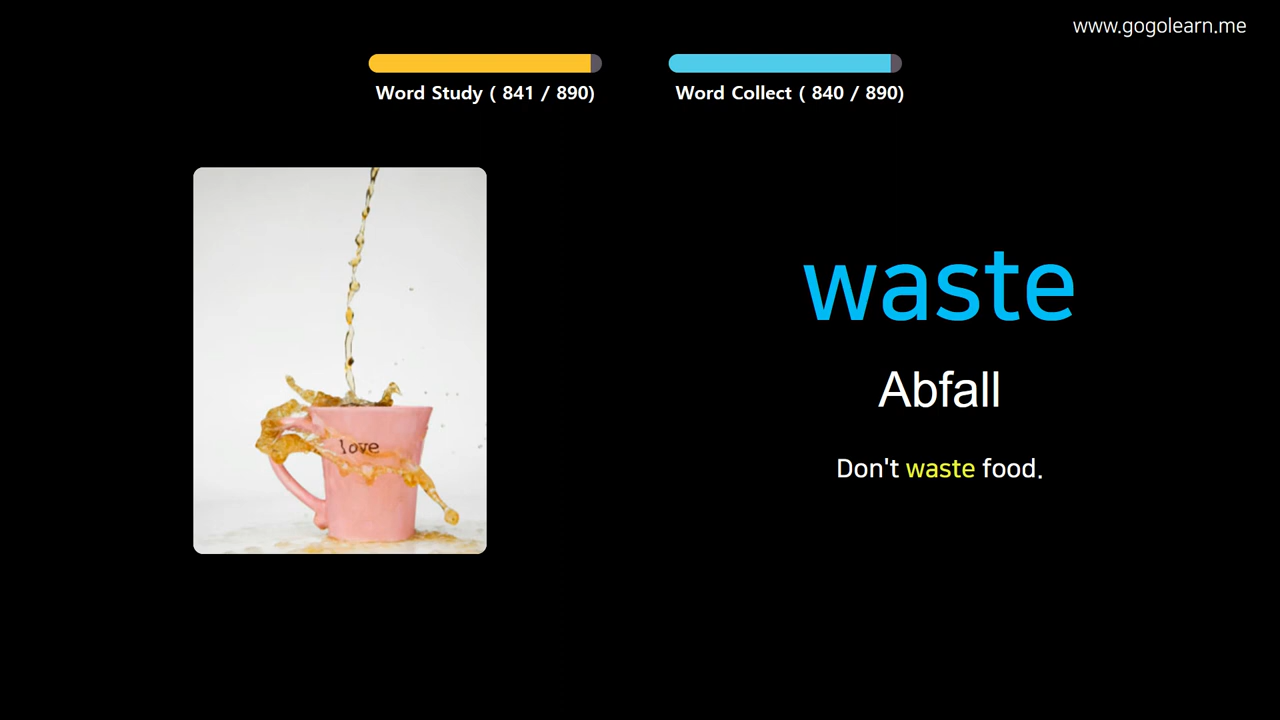 www.gogolearn.me
Word Study ( 841 / 890)
Word Collect ( 840 / 890)
love
waste
Abfall
Don't waste food.